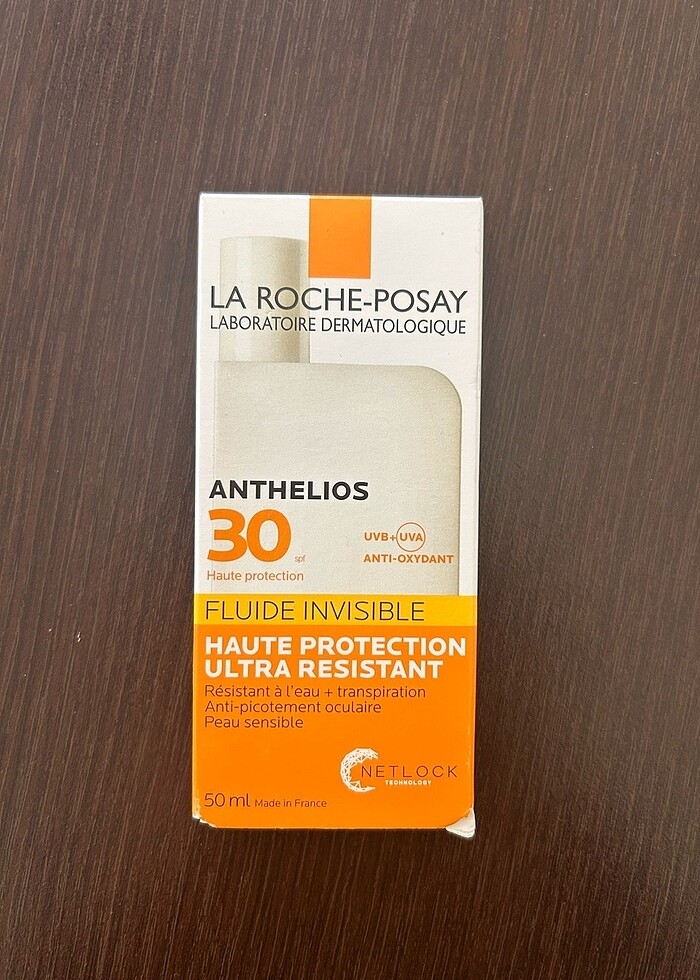 LA ROCHE-POSAY
LABORATOIRE DERMATOLOGIQUE
ANTHELIOS
30 spf
Haute protection
UVB+UVA
ANTI-OXYDANT
FLUIDE INVISIBLE
HAUTE PROTECTION
ULTRA RESISTANT
Résistant à l'eau + transpiration
Anti-picotement oculaire
Peau sensible
NETLOCK
TECHNOLOGY
50 ml Made in France